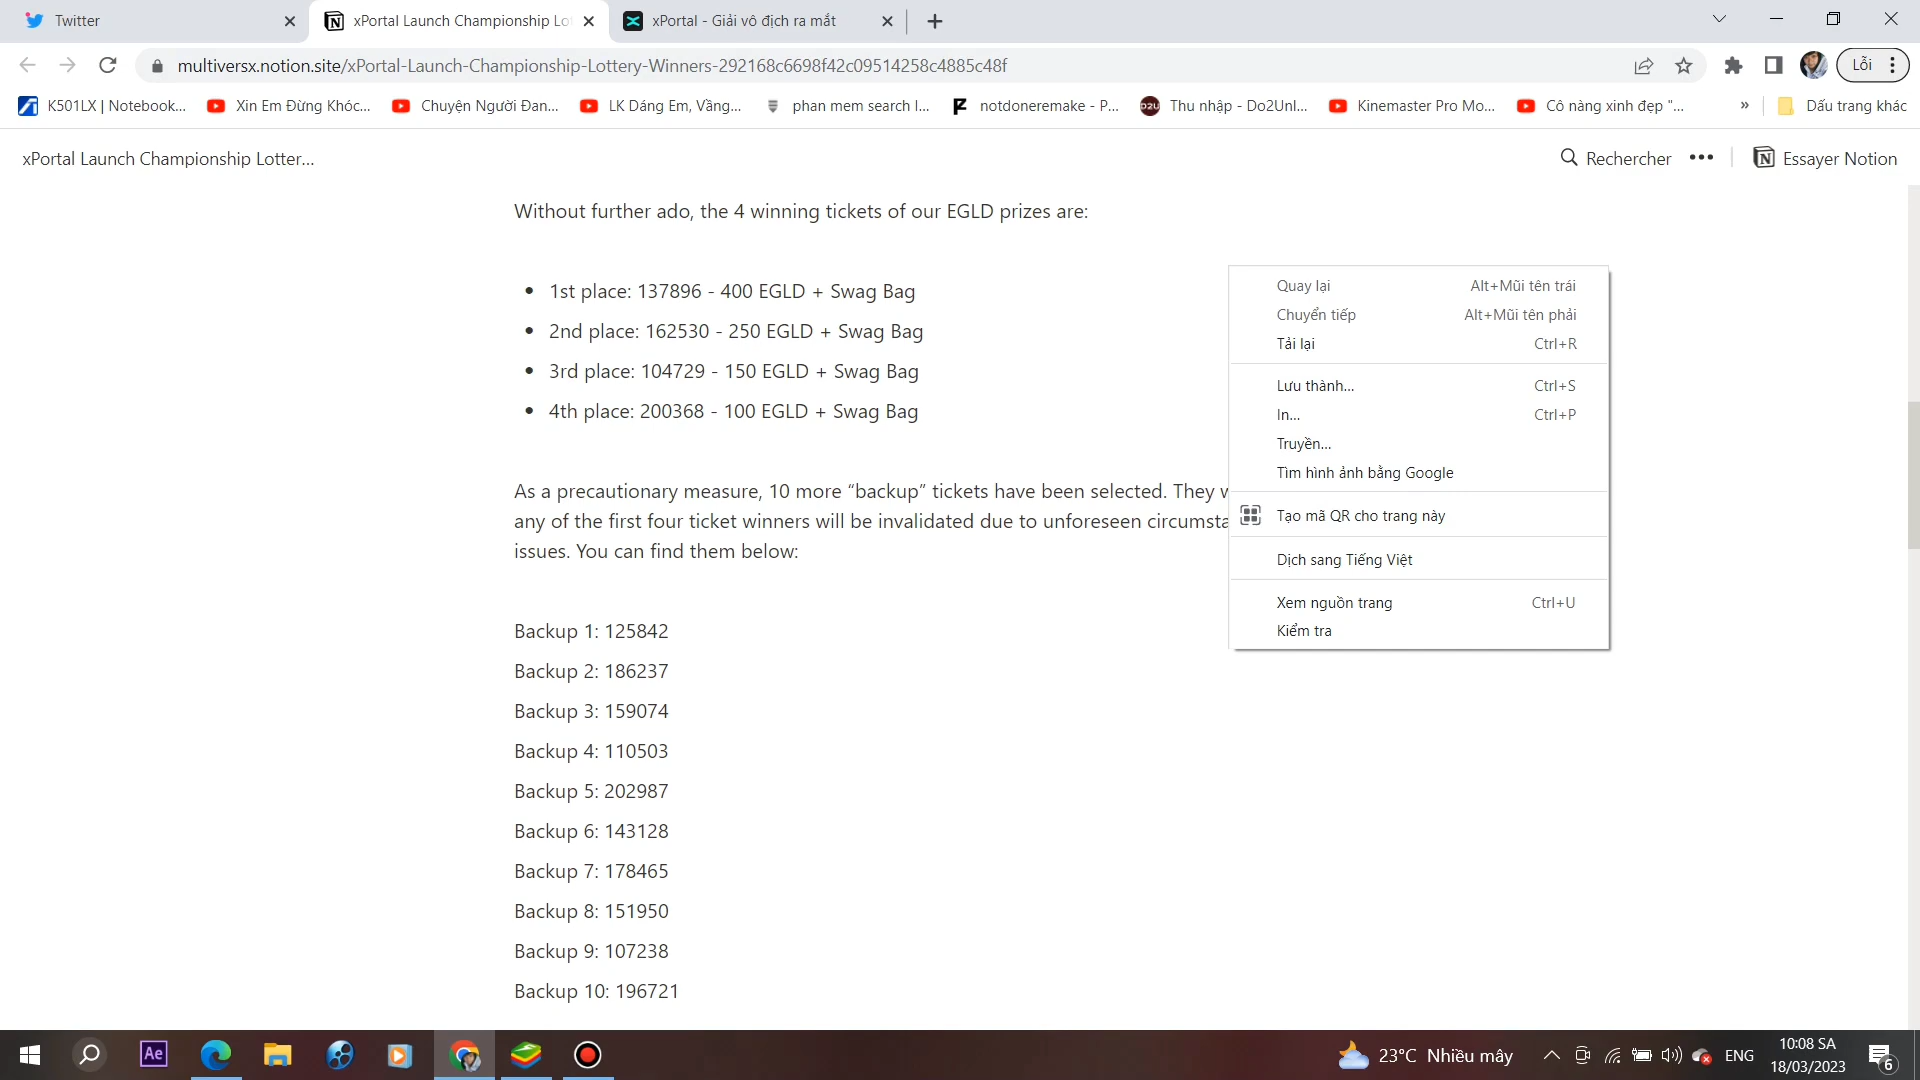 Twitter
xPortal Launch Championship Lot
xPortal - Giải vô địch ra mắt
multiversx.notion.site/xPortal-Launch-Championship-Lottery-Winners-292168c6698f42c09514258c4885c48f
Lỗi
K501LX | Notebook...
Xin Em Đừng Khóc...
Chuyện Người Đan...
LK Dáng Em, Vầng...
phan mem search l...
notdoneremake - P...
Thu nhập - Do2Unl...
Kinemaster Pro Mo...
Cô nàng xinh đẹp "...
»
Dấu trang khác
xPortal Launch Championship Lotter...
Rechercher
Essayer Notion
Without further ado, the 4 winning tickets of our EGLD prizes are:
• 1st place: 137896 - 400 EGLD + Swag Bag
• 2nd place: 162530 - 250 EGLD + Swag Bag
• 3rd place: 104729 - 150 EGLD + Swag Bag
• 4th place: 200368 - 100 EGLD + Swag Bag
As a precautionary measure, 10 more “backup” tickets have been selected. They
any of the first four ticket winners will be invalidated due to unforeseen circumsta
issues. You can find them below:
Backup 1: 125842
Backup 2: 186237
Backup 3: 159074
Backup 4: 110503
Backup 5: 202987
Backup 6: 143128
Backup 7: 178465
Backup 8: 151950
Backup 9: 107238
Backup 10: 196721
Quay lại Alt+Mũi tên trái
Chuyển tiếp Alt+Mũi tên phải
Tải lại Ctrl+R
Lưu thành... Ctrl+S
In... Ctrl+P
Truyền...
Tìm hình ảnh bằng Google
Tạo mã QR cho trang này
Dịch sang Tiếng Việt
Xem nguồn trang Ctrl+U
Kiểm tra
Ae
23°C Nhiều mây
ENG
10:08 SA
18/03/2023
6